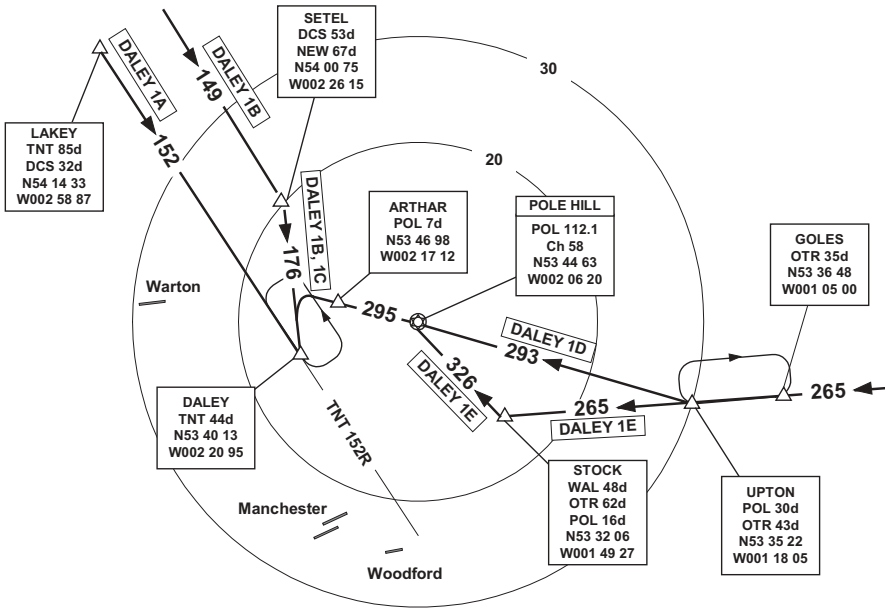 SETEL
DCS 53d
NEW 67d
N54 00 75
W002 26 15
DALEY 1A
DALEY 1B
149
30
LAKEY
TNT 85d
DCS 32d
N54 14 33
W002 58 87
152
20
DALEY 1B, 1C
ARTHAR
POL 7d
N53 46 98
W002 17 12
POLE HILL
POL 112.1
Ch 58
N53 44 63
W002 06 20
GOLES
OTR 35d
N53 36 48
W001 05 00
176
Warton
295
DALEY 1D
293
326
DALEY 1E
265
265
DALEY 1E
DALEY
TNT 44d
N53 40 13
W002 20 95
TNT 152R
STOCK
WAL 48d
OTR 62d
POL 16d
N53 32 06
W001 49 27
UPTON
POL 30d
OTR 43d
N53 35 22
W001 18 05
Manchester
Woodford